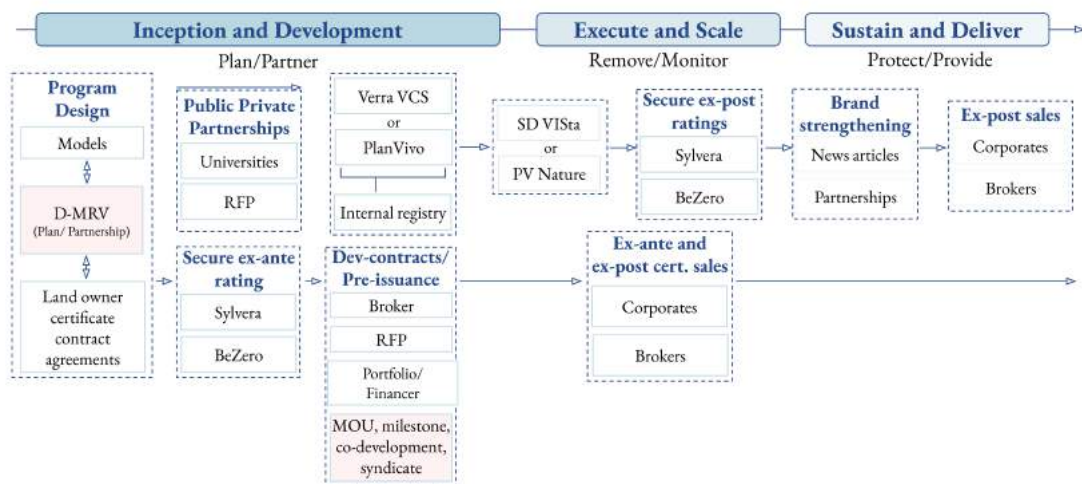 Inception and Development
Execute and Scale
Sustain and Deliver
Plan/Partner
Remove/Monitor
Protect/Provide
Program
Design
Models
D-MRV
(Plan/ Partnership)
Land owner
certificate
contract
agreements
Public Private
Partnerships
Universities
RFP
Secure ex-ante
rating
Sylvera
BeZero
Verra VCS
or
PlanVivo
Internal registry
Dev-contracts/
Pre-issuance
Broker
RFP
Portfolio/
Financer
MOU, milestone,
co-development,
syndicate
SD VISta
or
PV Nature
Secure ex-post
ratings
Sylvera
BeZero
Ex-ante and
ex-post cert. sales
Corporates
Brokers
Brand
strengthening
News articles
Partnerships
Ex-post sales
Corporates
Brokers